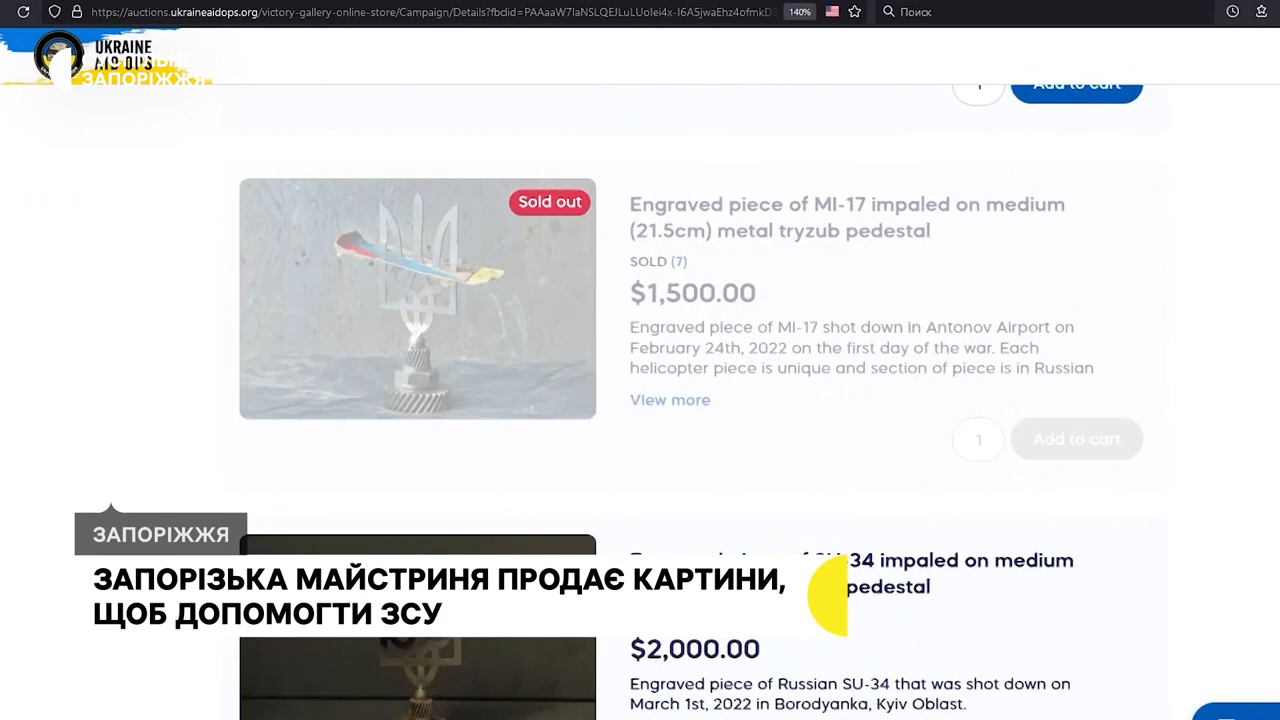 https://auctions.ukraineaidops.org/victory-gallery-online-store/Campaign/Details?fbclid=
140%
Поиск
UKRAINE
AID OPS
ЗАПОРІЖЖЯ
1
Add to cart
Sold out
Engraved piece of MI-17 impaled on medium
(21.5cm) metal tryzub pedestal
SOLD (7)
$1,500.00
Engraved piece of MI-17 shot down in Antonov Airport on
February 24th, 2022 on the first day of the war. Each
helicopter piece is unique and section of piece is in Russian
View more
1
Add to cart
ЗАПОРІЖЖЯ
ЗАПОРІЗЬКА МАЙСТРИНЯ ПРОДАЄ КАРТИНИ,
ЩОБ ДОПОМОГТИ ЗСУ
-34 impaled on medium
pedestal
$2,000.00
Engraved piece of Russian SU-34 that was shot down on
March 1st, 2022 in Borodyanka, Kyiv Oblast.